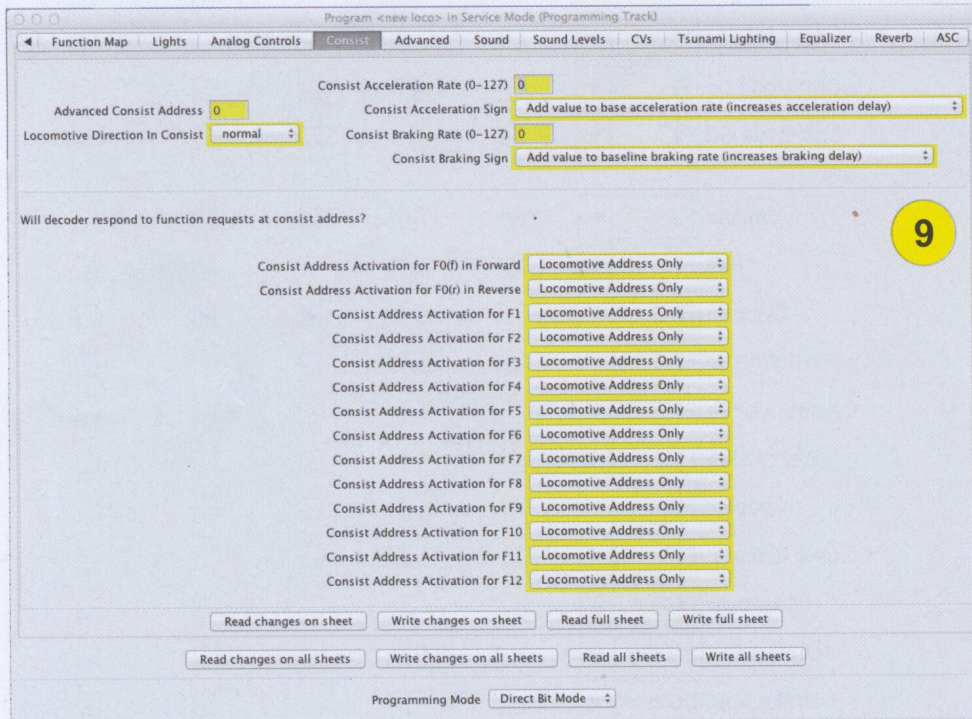 Program <new loco> in Service Mode (Programming Track)
Function Map Lights Analog Controls Consist Advanced Sound Sound Levels CVs Tsunami Lighting Equalizer Reverb ASC
Consist Acceleration Rate (0-127) 0
Advanced Consist Address 0
Consist Acceleration Sign Add value to base acceleration rate (increases acceleration delay)
Locomotive Direction In Consist normal
Consist Braking Rate (0-127) 0
Consist Braking Sign Add value to baseline braking rate (increases braking delay)
Will decoder respond to function requests at consist address?
9
Consist Address Activation for F0(f) in Forward Locomotive Address Only
Consist Address Activation for F0(r) in Reverse Locomotive Address Only
Consist Address Activation for F1 Locomotive Address Only
Consist Address Activation for F2 Locomotive Address Only
Consist Address Activation for F3 Locomotive Address Only
Consist Address Activation for F4 Locomotive Address Only
Consist Address Activation for F5 Locomotive Address Only
Consist Address Activation for F6 Locomotive Address Only
Consist Address Activation for F7 Locomotive Address Only
Consist Address Activation for F8 Locomotive Address Only
Consist Address Activation for F9 Locomotive Address Only
Consist Address Activation for F10 Locomotive Address Only
Consist Address Activation for F11 Locomotive Address Only
Consist Address Activation for F12 Locomotive Address Only
Read changes on sheet Write changes on sheet Read full sheet Write full sheet
Read changes on all sheets Write changes on all sheets Read all sheets Write all sheets
Programming Mode Direct Bit Mode